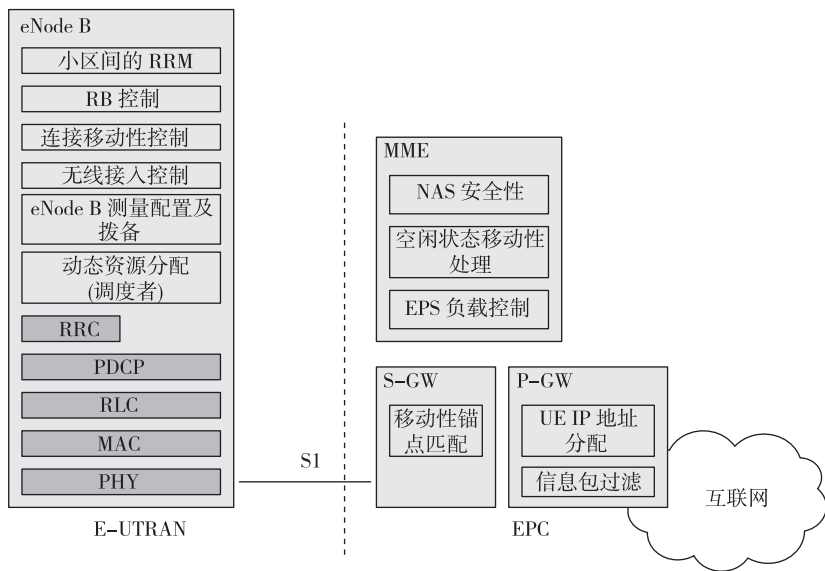 eNode B
小区间的 RRM
RB 控制
连接移动性控制
无线接入控制
eNode B 测量配置及
拨备
动态资源分配
(调度者)
RRC
PDCP
RLC
MAC
PHY
E-UTRAN
S1
MME
NAS 安全性
空闲状态移动性
处理
EPS 负载控制
S-GW
移动性锚
点匹配
P-GW
UE IP 地址
分配
信息包过滤
EPC
互联网